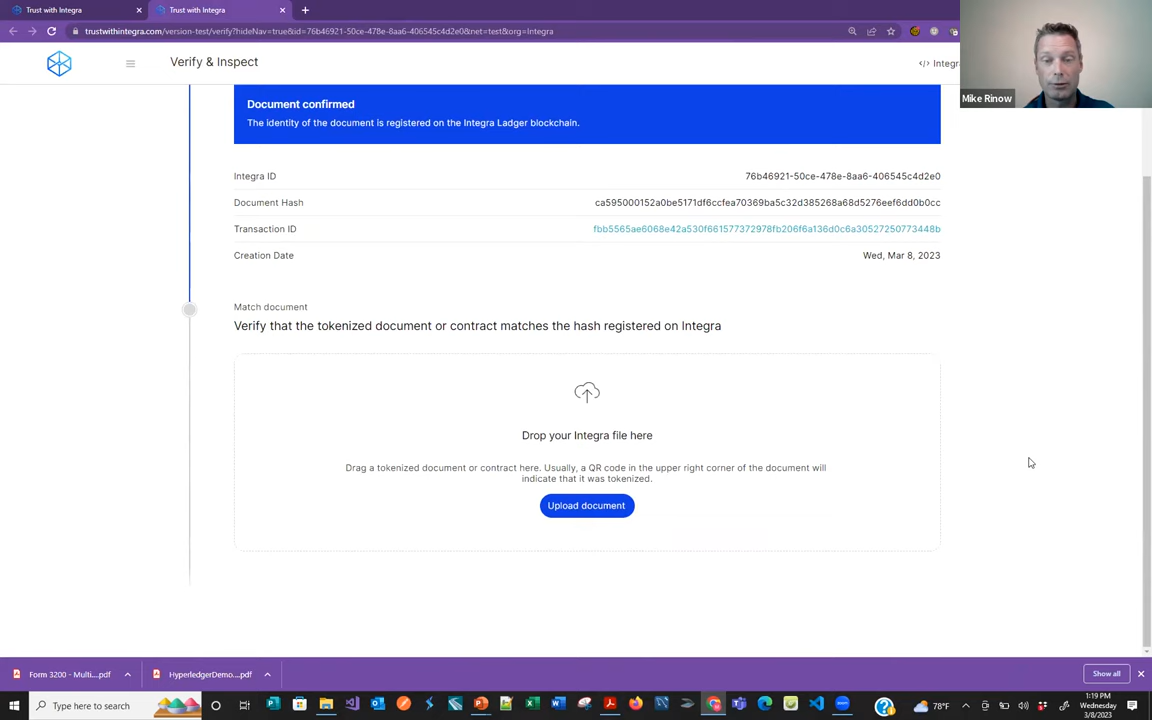 Trust with Integra
Trust with Integra
trustwithintegra.com/version-test/verify?hideNav=true&id=76b46921-50ce-478e-8aa6-406545c4d2e0&net=test&org=Integra
Verify & Inspect
</> Integr
Mike Rinow
Document confirmed
The identity of the document is registered on the Integra Ladger blockchain.
Integra ID 76b46921-50ce-478e-8aa6-406545c4d2e0
Document Hash ca595000152a0be5171df6ccfea70369ba5c32d385268a68d5276eef6dd0b0cc
Transaction ID fbb5565ae6068e42a530f661577372978fb206f6a136d0c6a30527250773448b
Creation Date Wed, Mar 8, 2023
Match document
Verify that the tokenized document or contract matches the hash registered on Integra
Drop your Integra file here
Drag a tokenized document or contract here. Usually, a QR code in the upper right corner of the document will
indicate that it was tokenized.
Upload document
Form 3200 - Multi....pdf
HyperledgerDemo....pdf
Show all
Type here to search
78°F
1:19 PM
Wednesday
3/8/2023